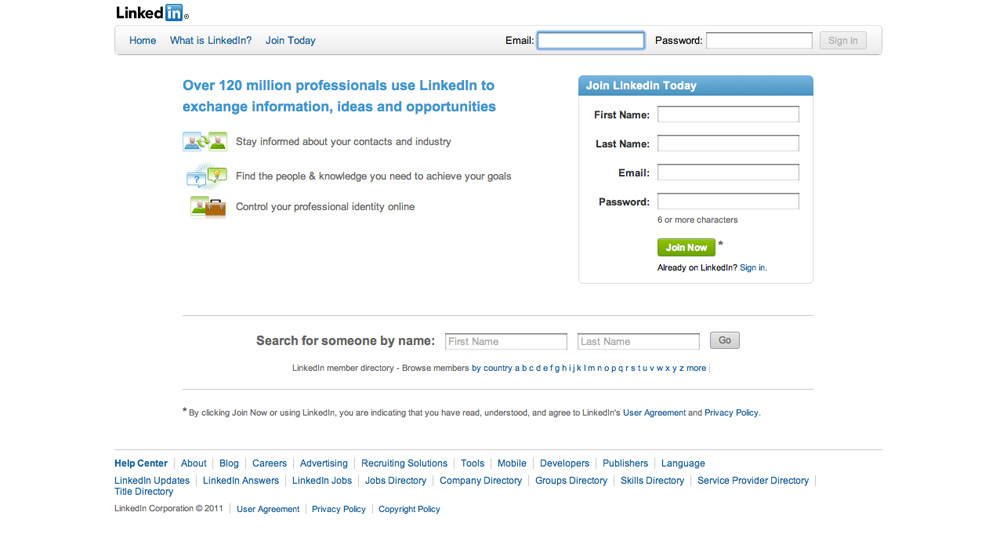 Linked in®
Home What is LinkedIn? Join Today Email: Password: Sign In
Over 120 million professionals use LinkedIn to
exchange information, ideas and opportunities
Stay informed about your contacts and industry
Find the people & knowledge you need to achieve your goals
Control your professional identity online
Join LinkedIn Today
First Name:
Last Name:
Email:
Password:
6 or more characters
Join Now *
Already on LinkedIn? Sign in.
Search for someone by name: First Name Last Name Go
LinkedIn member directory - Browse members by country a b c d e f g h i j k l m n o p q r s t u v w x y z more
* By clicking Join Now or using LinkedIn, you are indicating that you have read, understood, and agree to LinkedIn's User Agreement and Privacy Policy.
Help Center About Blog Careers Advertising Recruiting Solutions Tools Mobile Developers Publishers Language
LinkedIn Updates LinkedIn Answers LinkedIn Jobs Jobs Directory Company Directory Groups Directory Skills Directory Service Provider Directory
Title Directory
LinkedIn Corporation © 2011 User Agreement Privacy Policy Copyright Policy